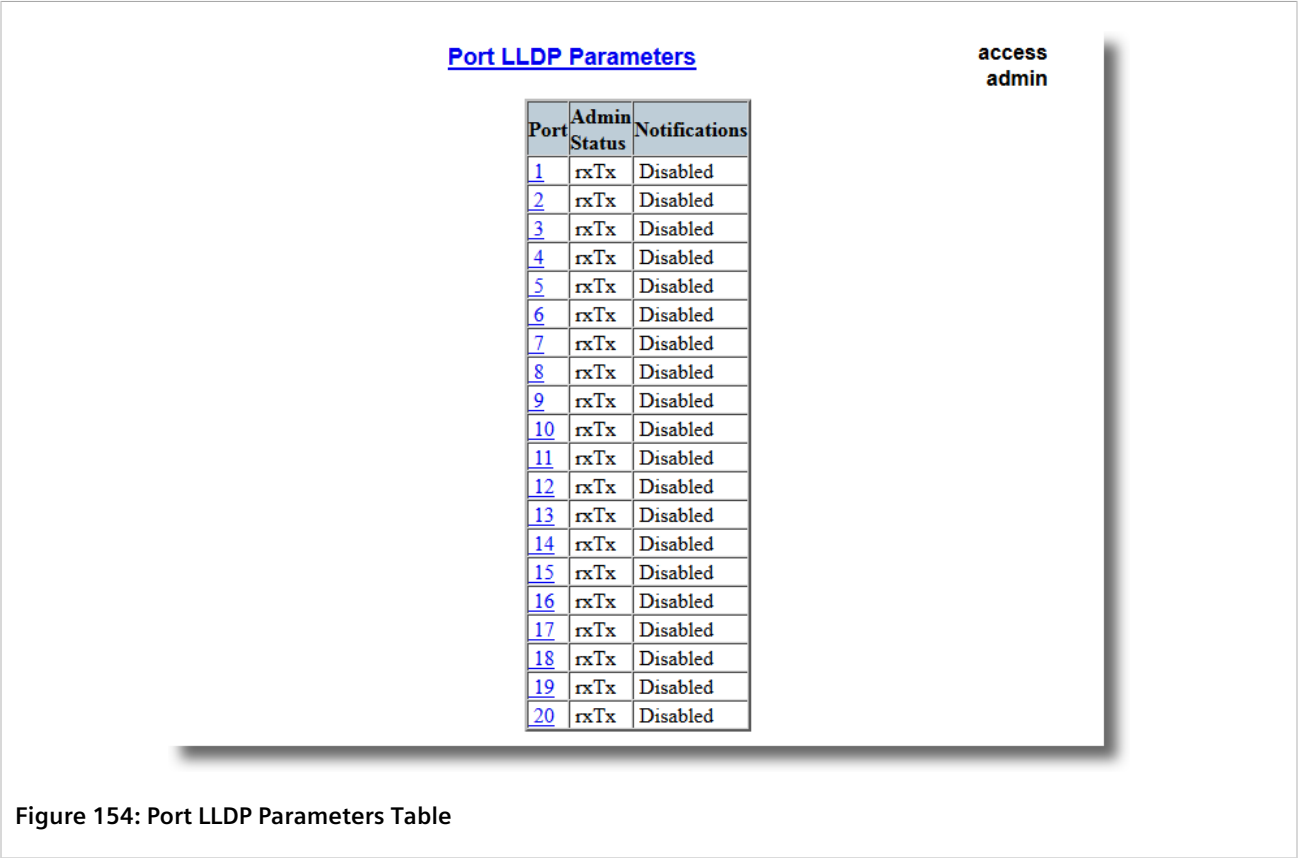 Port LLDP Parameters
access
admin
Port Admin Status Notifications
1 rxTx Disabled
2 rxTx Disabled
3 rxTx Disabled
4 rxTx Disabled
5 rxTx Disabled
6 rxTx Disabled
7 rxTx Disabled
8 rxTx Disabled
9 rxTx Disabled
10 rxTx Disabled
11 rxTx Disabled
12 rxTx Disabled
13 rxTx Disabled
14 rxTx Disabled
15 rxTx Disabled
16 rxTx Disabled
17 rxTx Disabled
18 rxTx Disabled
19 rxTx Disabled
20 rxTx Disabled
Figure 154: Port LLDP Parameters Table